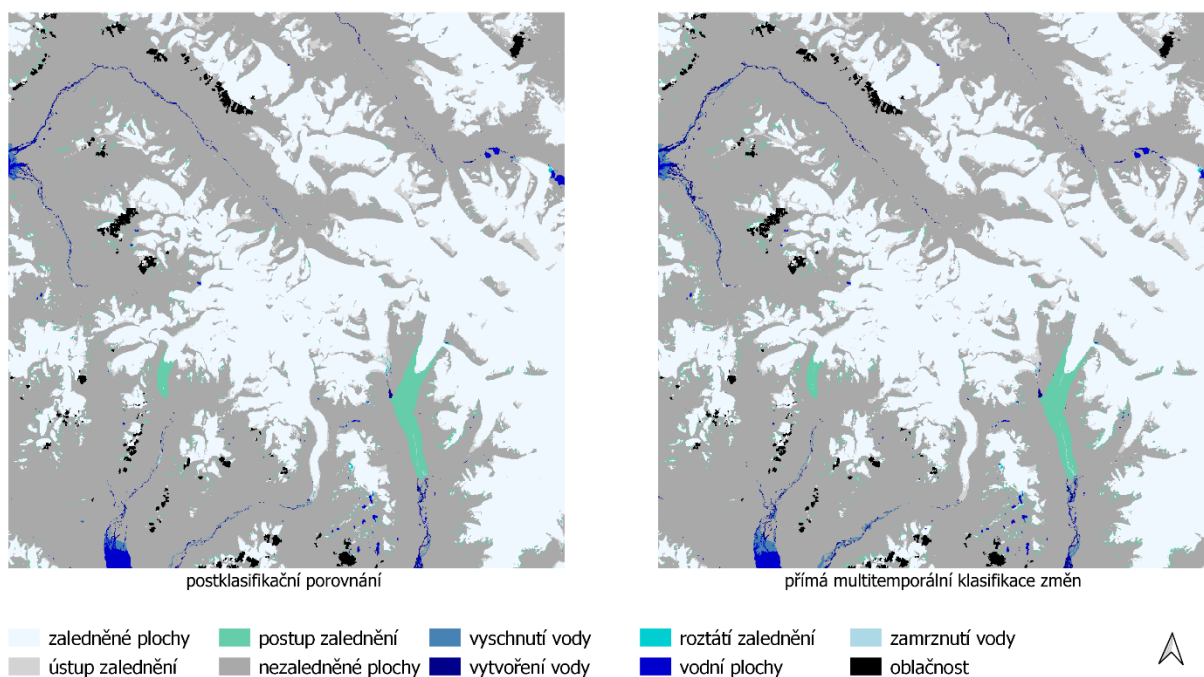 postklasifikační porovnání
přímá multitemporální klasifikace změn
zaledněné plochy
postup zalednění
vyschnutí vody
roztátí zalednění
zamrznutí vody
ústup zalednění
nezaledněné plochy
vytvoření vody
vodní plochy
oblačnost